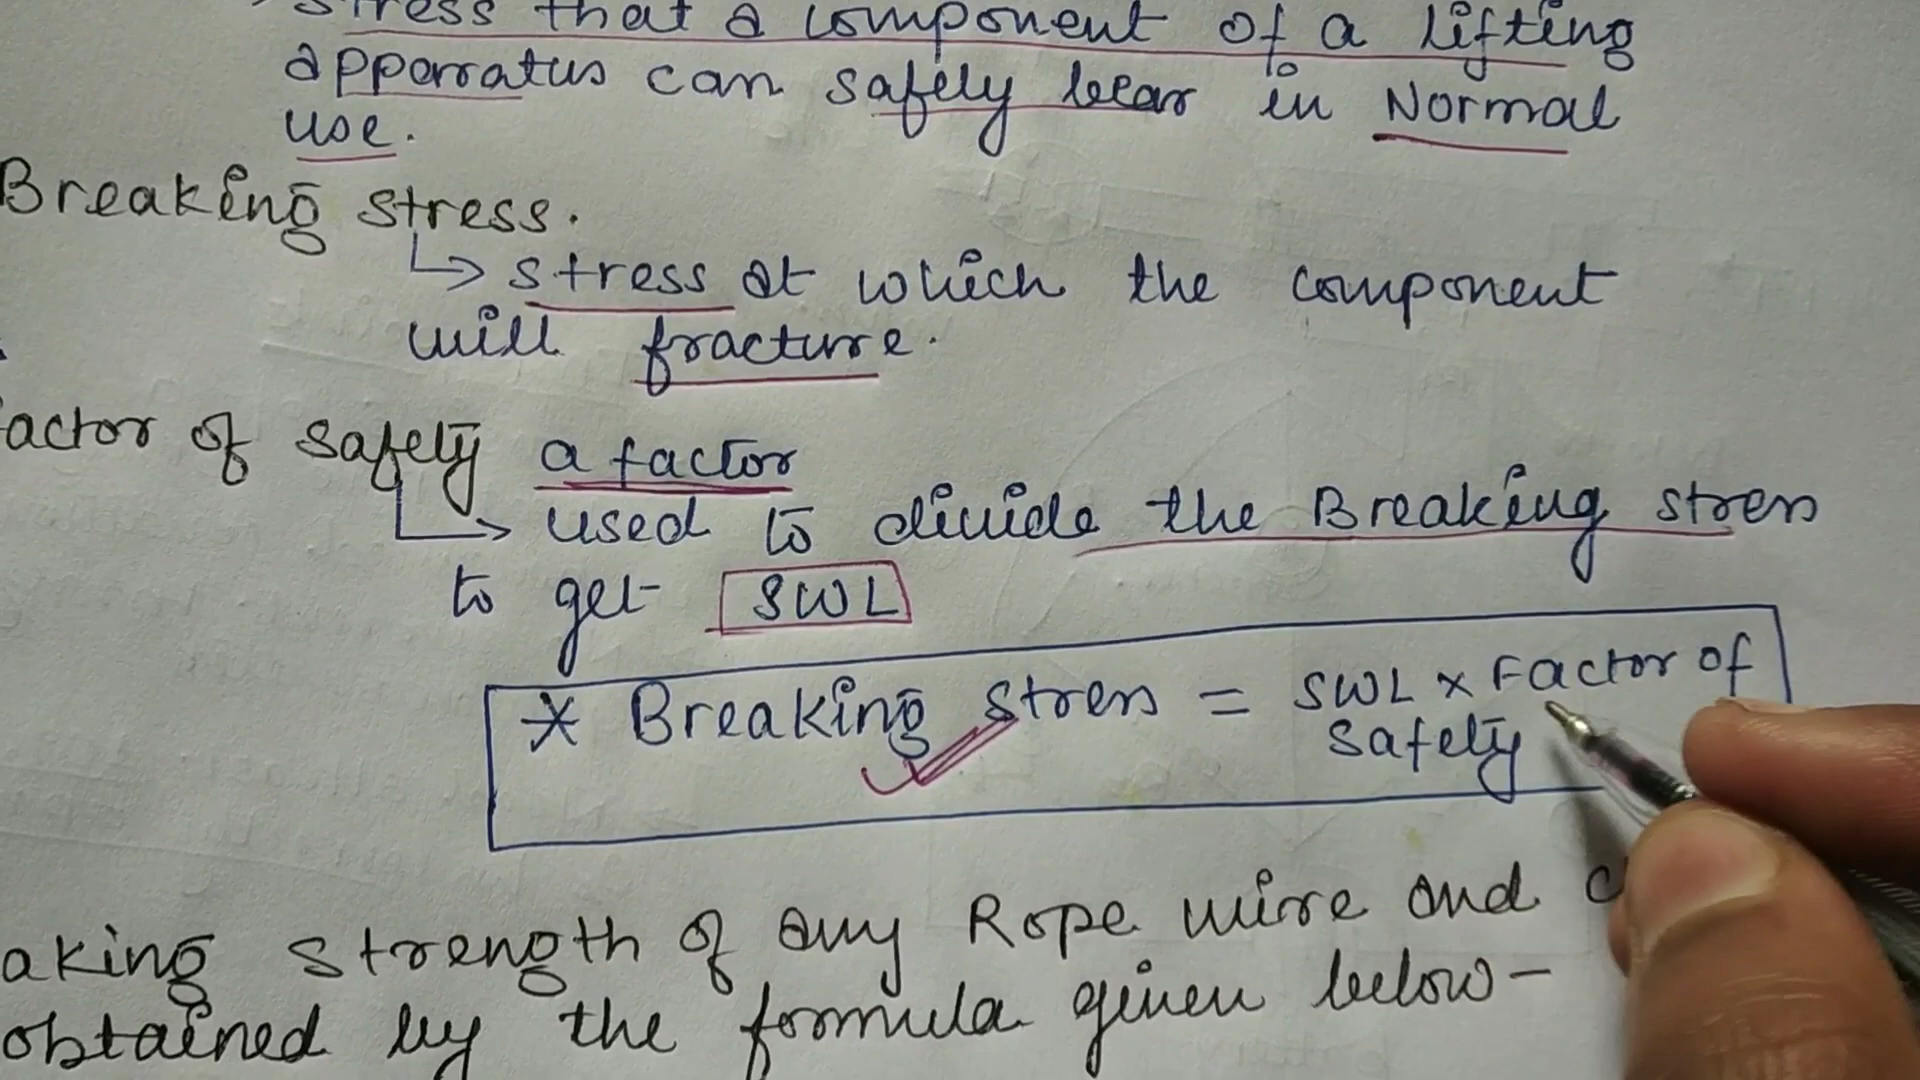 stress that a component of a lifting
apparatus can safely bear in Normal
use.
Breaking stress.
↳ stress at which the component
will fracture.
actor of safety a factor
↳ used to divide the Breaking stress
to get SWL
* Breaking stress = SWL x Factor of
safety
aking strength of any Rope wire and
obtained by the formula given below-